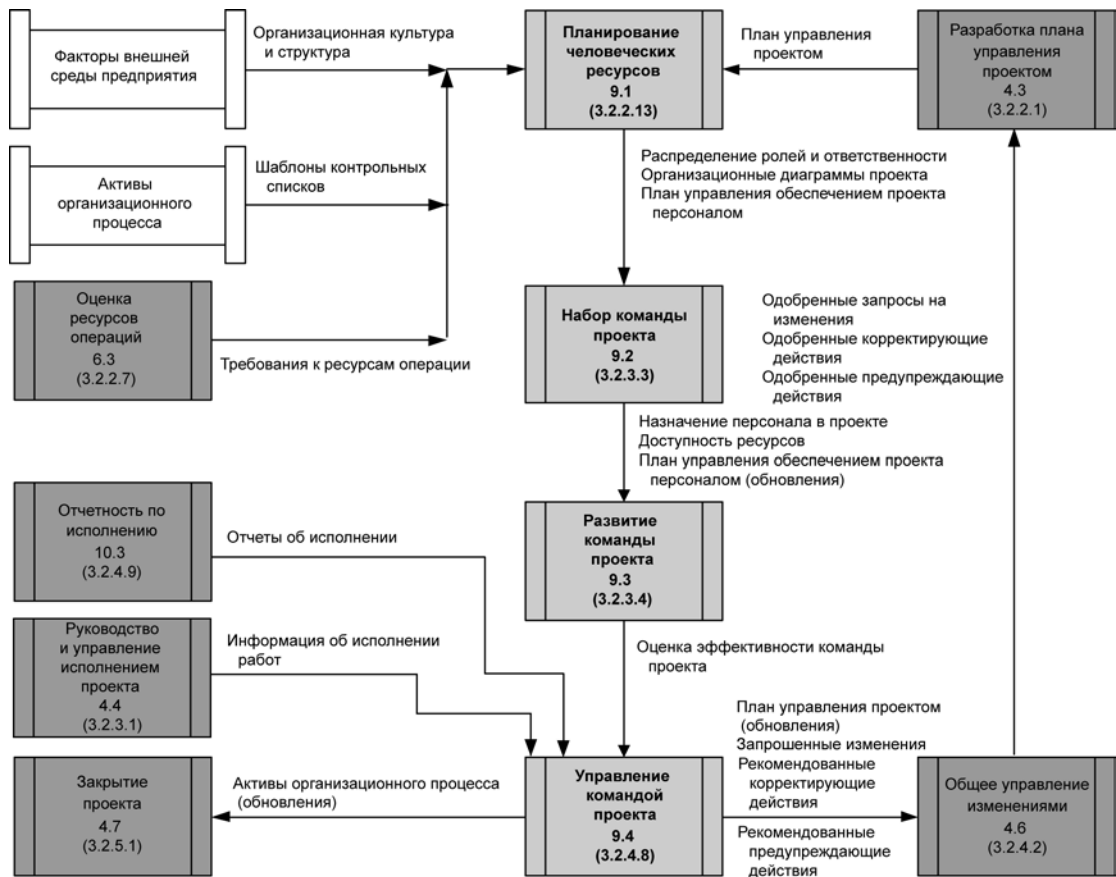 Факторы внешней
среды предприятия
Организационная культура
и структура
Планирование
человеческих
ресурсов
9.1
(3.2.2.13)
План управления
проектом
Разработка плана
управления
проектом
4.3
(3.2.2.1)
Активы
организационного
процесса
Шаблоны контрольных
списков
Распределение ролей и ответственности
Организационные диаграммы проекта
План управления обеспечением проекта
персоналом
Оценка
ресурсов
операций
6.3
(3.2.2.7)
Требования к ресурсам операции
Набор команды
проекта
9.2
(3.2.3.3)
Одобренные запросы на
изменения
Одобренные корректирующие
действия
Одобренные предупреждающие
действия
Назначение персонала в проекте
Доступность ресурсов
План управления обеспечением проекта
персоналом (обновления)
Отчетность по
исполнению
10.3
(3.2.4.9)
Отчеты об исполнении
Развитие
команды
проекта
9.3
(3.2.3.4)
Руководство
и управление
исполнением
проекта
4.4
(3.2.3.1)
Информация об исполнении
работ
Оценка эффективности команды
проекта
План управления проектом
(обновления)
Запрошенные изменения
Рекомендованные
корректирующие
действия
Рекомендованные
предупреждающие
действия
Закрытие
проекта
4.7
(3.2.5.1)
Активы организационного процесса
(обновления)
Управление
командой
проекта
9.4
(3.2.4.8)
Общее управление
изменениями
4.6
(3.2.4.2)